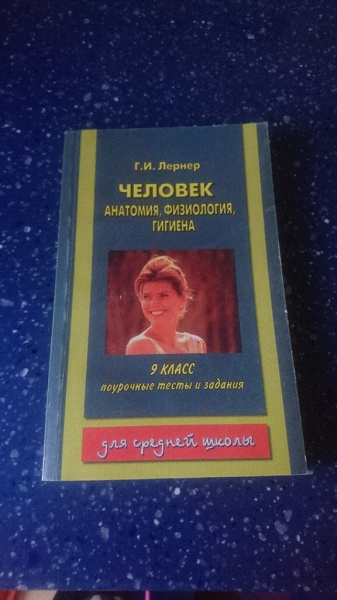 Г.И. Лернер
ЧЕЛОВЕК
АНАТОМИЯ, ФИЗИОЛОГИЯ,
ГИГИЕНА
9 КЛАСС
поурочные тесты и задания
для средней школы